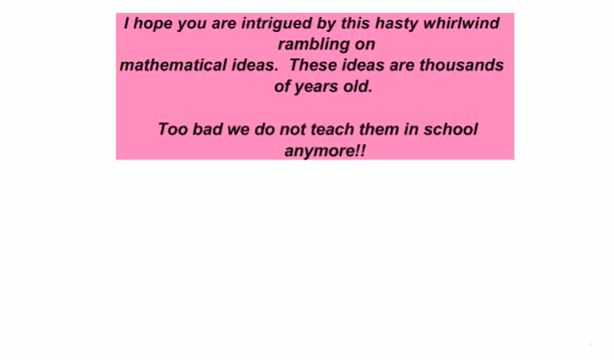 I hope you are intrigued by this hasty whirlwind
rambling on
mathematical ideas. These ideas are thousands
of years old.
Too bad we do not teach them in school
anymore!!